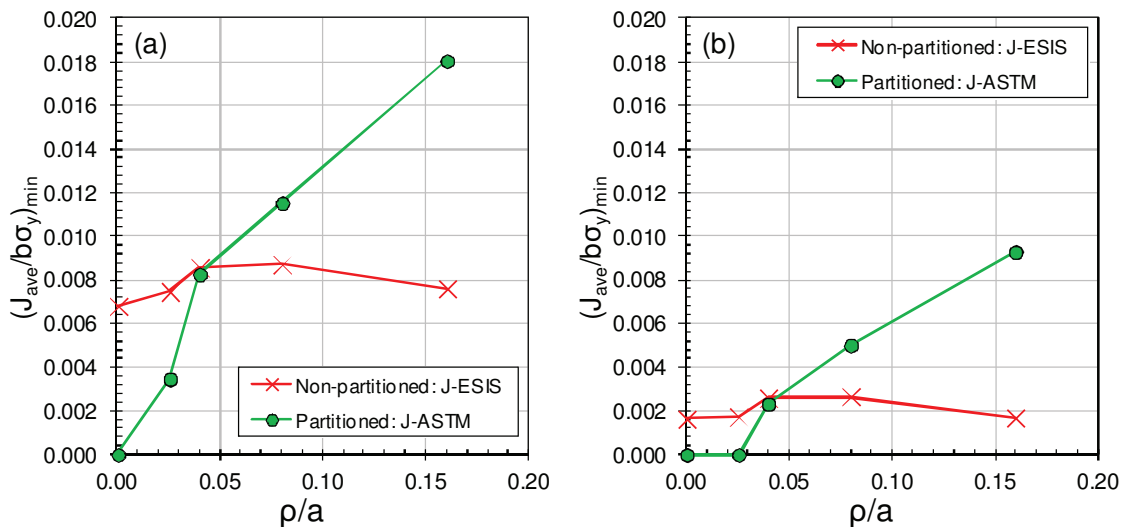 (a)
(J_ave/bσ_y)_min
0.020
0.018
0.016
0.014
0.012
0.010
0.008
0.006
0.004
0.002
0.000
Non-partitioned: J-ESIS
Partitioned: J-ASTM
0.00 0.05 0.10 0.15 0.20
ρ/a
(b)
(J_ave/bσ_y)_min
0.020
0.018
0.016
0.014
0.012
0.010
0.008
0.006
0.004
0.002
0.000
Non-partitioned: J-ESIS
Partitioned: J-ASTM
0.00 0.05 0.10 0.15 0.20
ρ/a